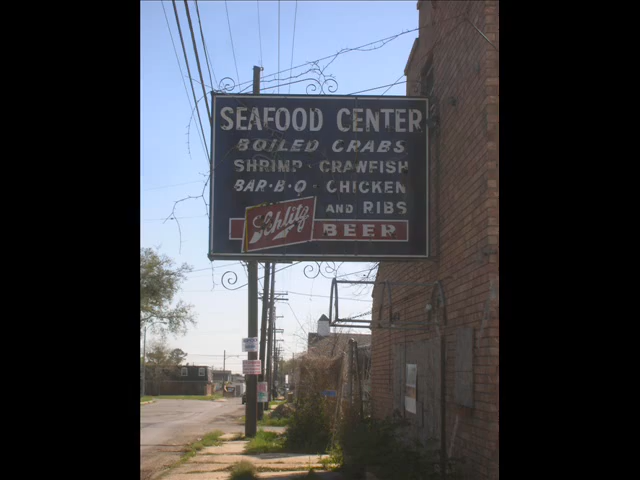 SEAFOOD CENTER
BOILED CRABS
SHRIMP · CRAWFISH
BAR·B·Q · CHICKEN
AND RIBS
Schlitz BEER